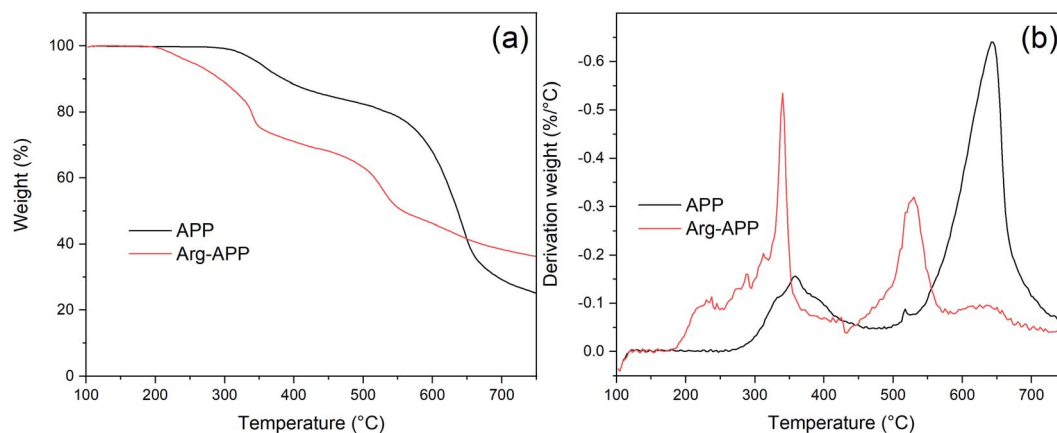 (a)
100
80
60
40
20
0
Weight (%)
APP
Arg-APP
100 200 300 400 500 600 700
Temperature (°C)
(b)
-0.6
-0.5
-0.4
-0.3
-0.2
-0.1
0.0
Derivation weight (%/°C)
APP
Arg-APP
100 200 300 400 500 600 700
Temperature (°C)